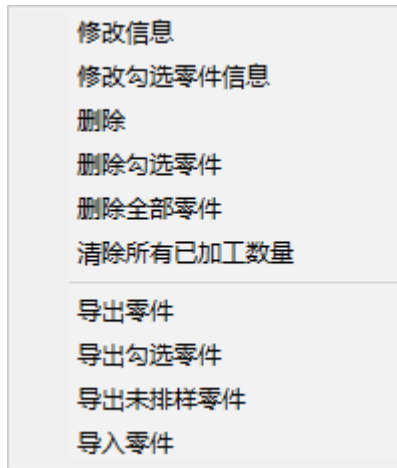 修改信息
修改勾选零件信息
删除
删除勾选零件
删除全部零件
清除所有已加工数量
导出零件
导出勾选零件
导出未排样零件
导入零件